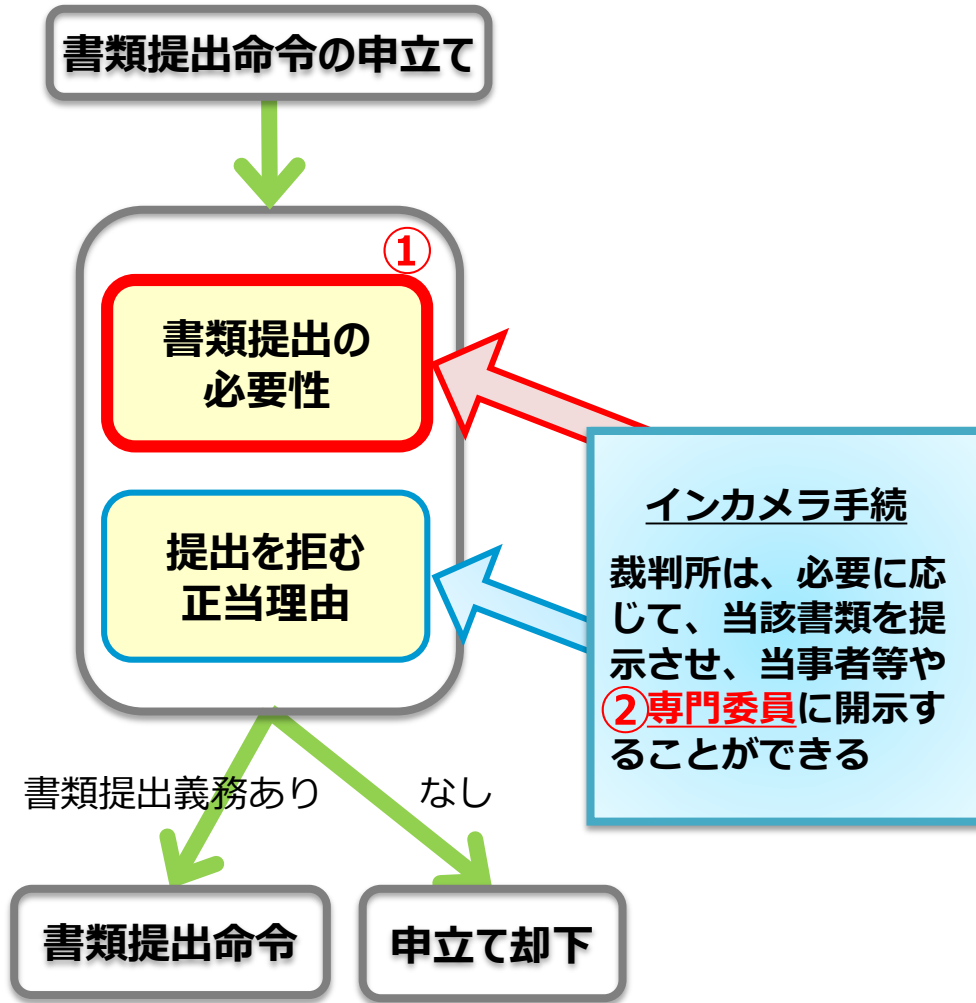 書類提出命令の申立て
①
書類提出の
必要性
提出を拒む
正当理由
インカメラ手続
裁判所は、必要に応
じて、当該書類を提
示させ、当事者等や
②専門委員に開示す
ることができる
書類提出義務あり
なし
書類提出命令
申立て却下